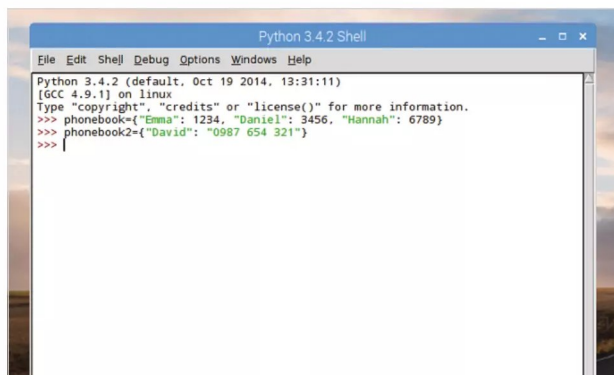 Python 3.4.2 Shell
File Edit Shell Debug Options Windows Help
Python 3.4.2 (default, Oct 19 2014, 13:31:11)
[GCC 4.9.1] on linux
Type "copyright", "credits" or "license()" for more information.
>>> phonebook={"Emma": 1234, "Daniel": 3456, "Hannah": 6789}
>>> phonebook2={"David": "0987 654 321"}
>>>